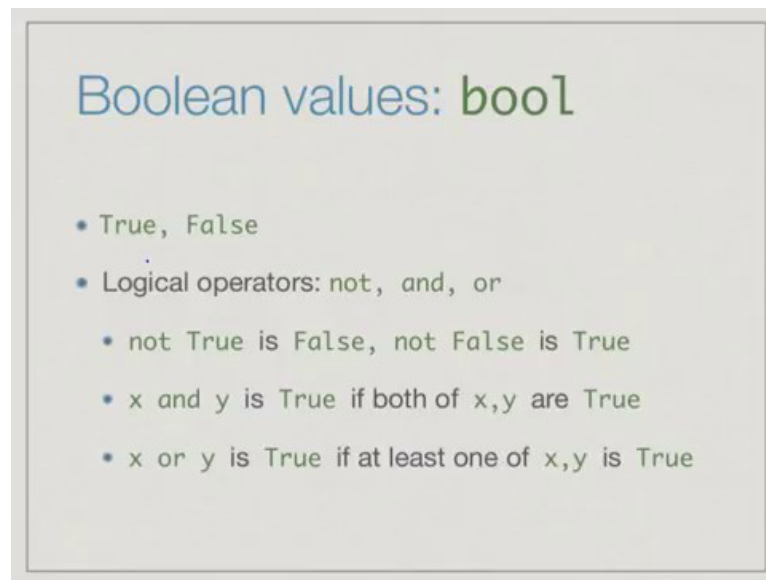 Boolean values: bool
• True, False
• Logical operators: not, and, or
• not True is False, not False is True
• x and y is True if both of x,y are True
• x or y is True if at least one of x,y is True